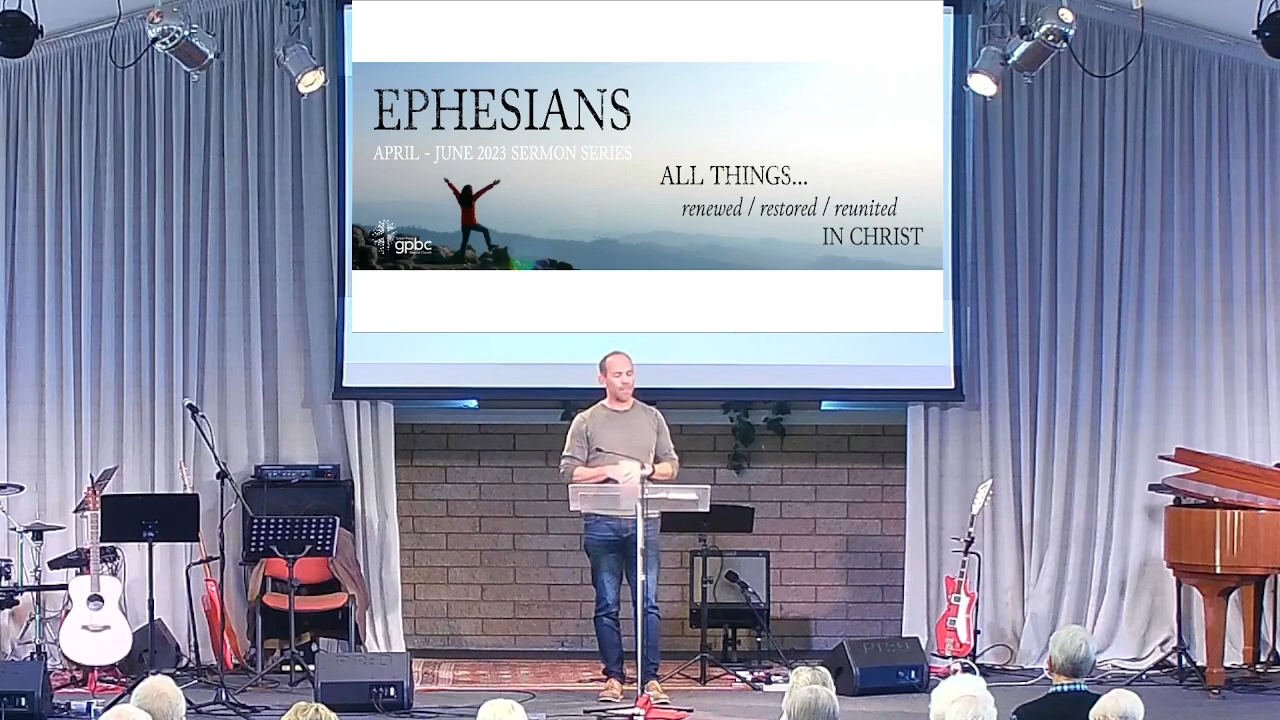 EPHESIANS
APRIL - JUNE 2023 SERMON SERIES
ALL THINGS...
renewed / restored / reunited
IN CHRIST
gpbc